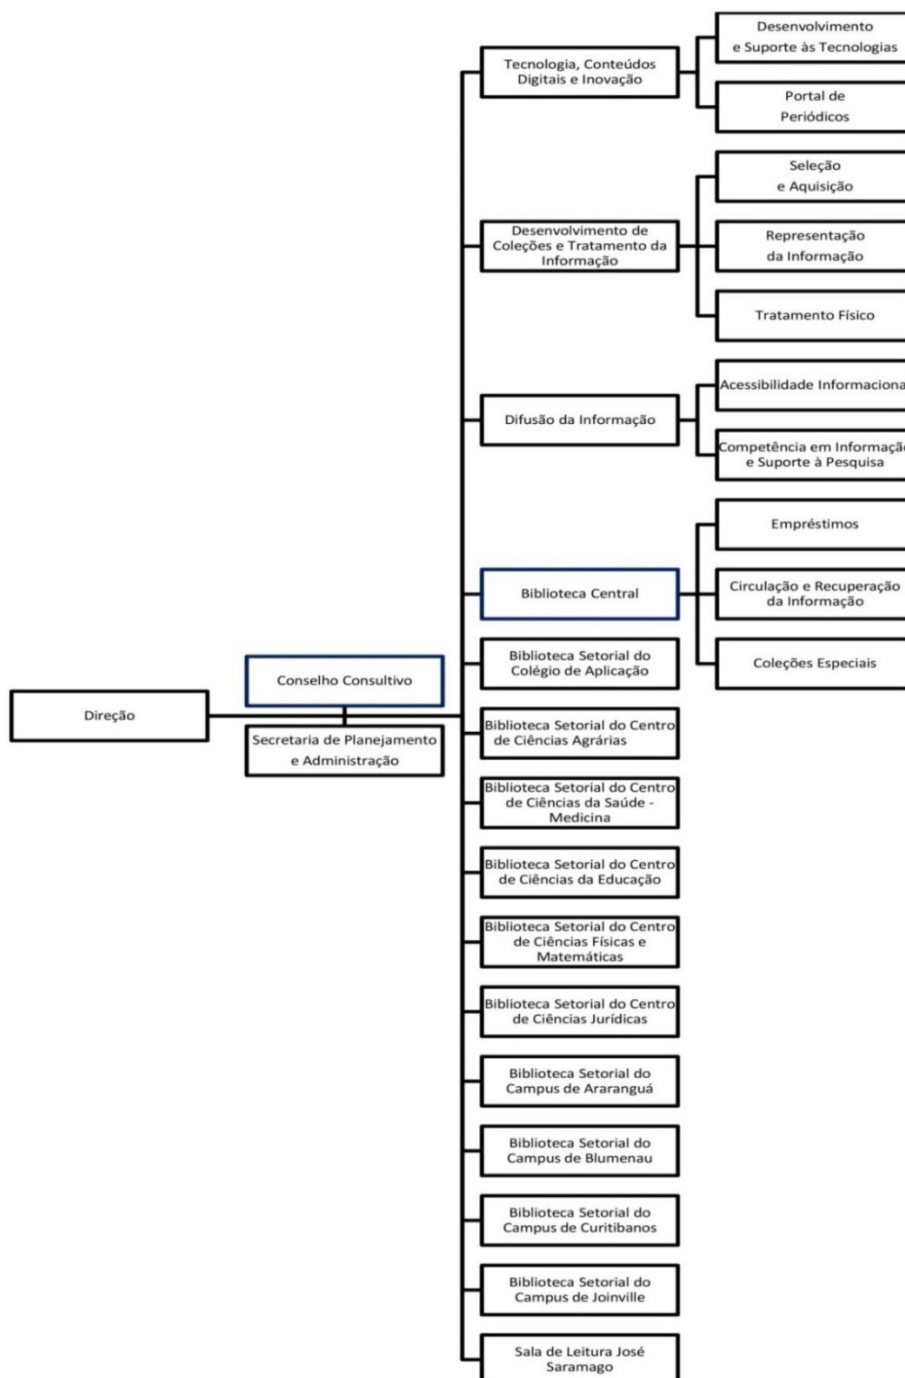 Desenvolvimento
e Suporte às Tecnologias
Tecnologia, Conteúdos
Digitais e Inovação
Portal de
Periódicos
Seleção
e Aquisição
Desenvolvimento de
Coleções e Tratamento da
Informação
Representação
da Informação
Tratamento Físico
Acessibilidade Informaciona
Difusão da Informação
Competência em Informação
e Suporte à Pesquisa
Empréstimos
Biblioteca Central
Circulação e Recuperação
da Informação
Biblioteca Setorial do
Colégio de Aplicação
Coleções Especiais
Conselho Consultivo
Direção
Secretaria de Planejamento
e Administração
Biblioteca Setorial do Centro
de Ciências Agrárias
Biblioteca Setorial do Centro
de Ciências da Saúde -
Medicina
Biblioteca Setorial do Centro
de Ciências da Educação
Biblioteca Setorial do Centro
de Ciências Físicas e
Matemáticas
Biblioteca Setorial do Centro
de Ciências Jurídicas
Biblioteca Setorial do
Campus de Araranguá
Biblioteca Setorial do
Campus de Blumenau
Biblioteca Setorial do
Campus de Curitibanos
Biblioteca Setorial do
Campus de Joinville
Sala de Leitura José
Saramago